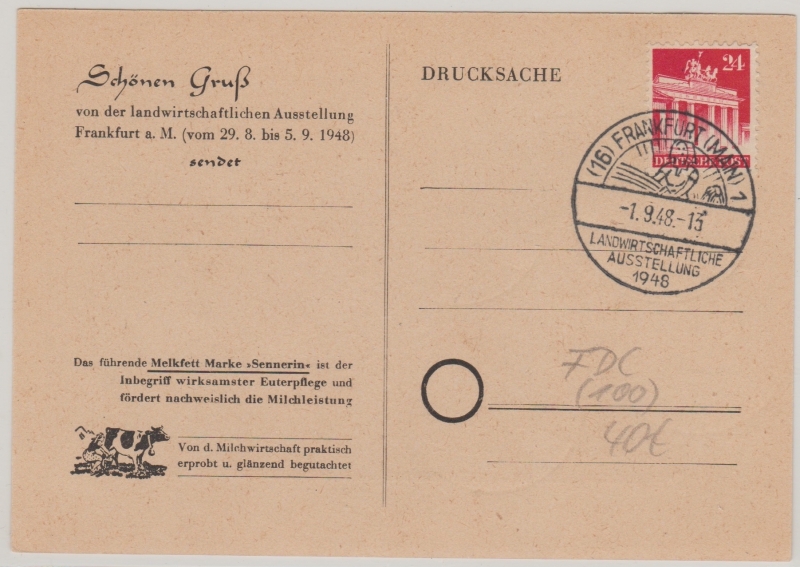 Schönen Gruß
von der landwirtschaftlichen Ausstellung
Frankfurt a. M. (vom 29. 8. bis 5. 9. 1948)
sendet
Das führende Melkfett Marke »Sennerin« ist der
Inbegriff wirksamster Euterpflege und
fördert nachweislich die Milchleistung
Von d. Milchwirtschaft praktisch
erprobt u. glänzend begutachtet
DRUCKSACHE
24
DEUTSCHE POST
(16) FRANKFURT (MAIN) 1
-1.9.48.-13
LANDWIRTSCHAFTLICHE
AUSSTELLUNG
1948
FDC
(100)
40€